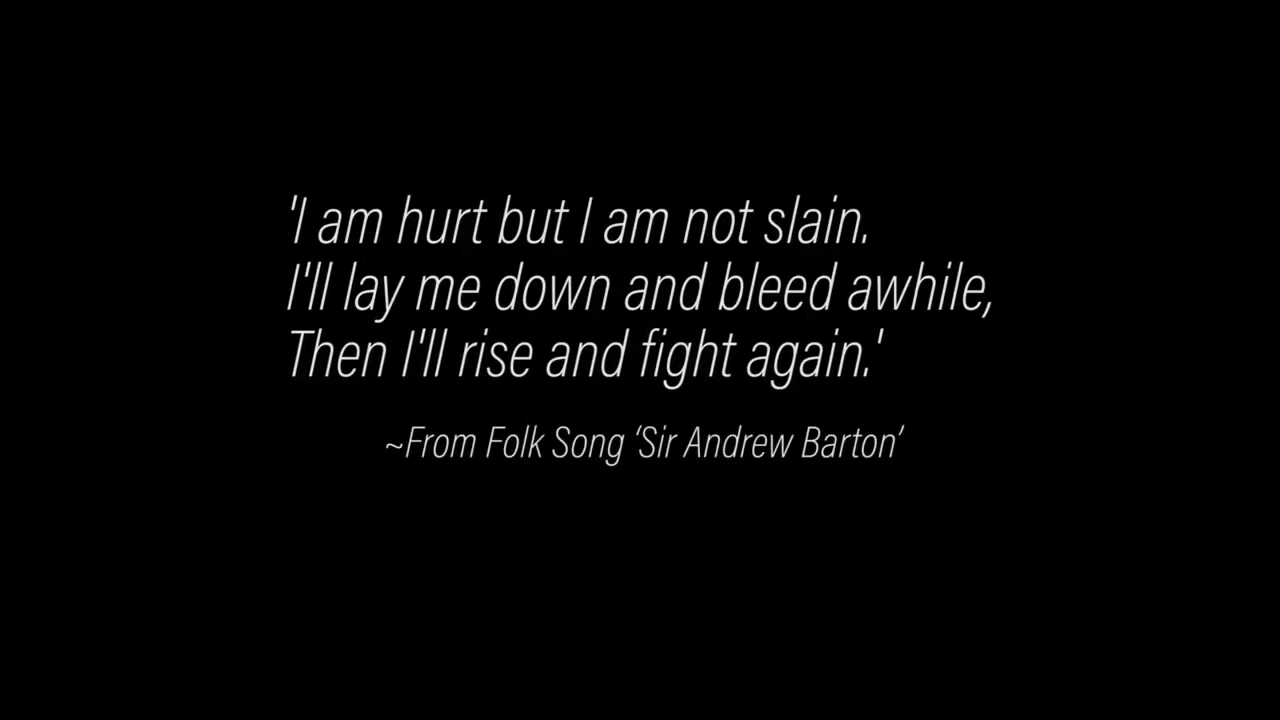 'I am hurt but I am not slain.
I'll lay me down and bleed awhile,
Then I'll rise and fight again.'
~From Folk Song ‘Sir Andrew Barton’